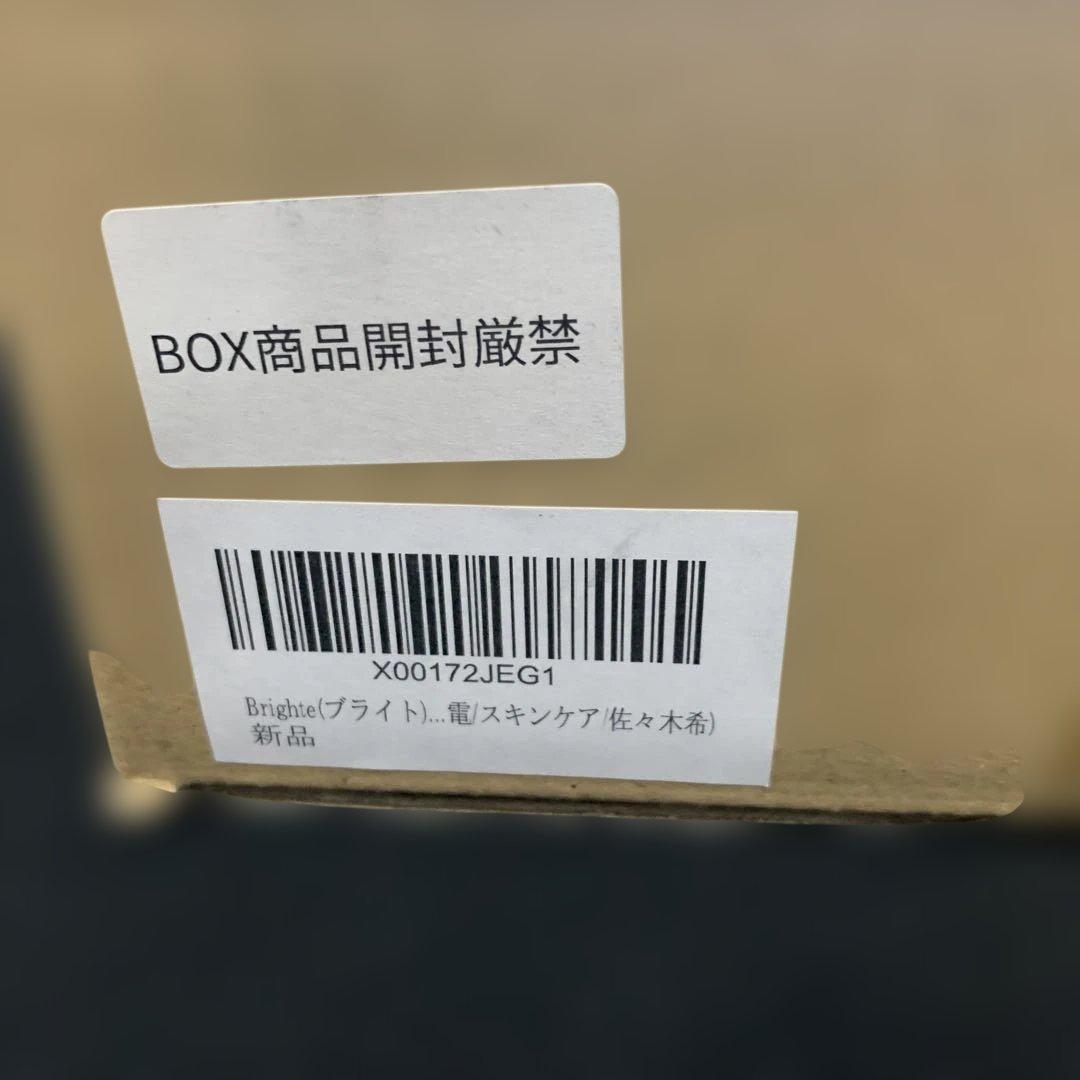 BOX商品開封厳禁
X00172JEG1
Brighte(ブライト)...電/スキンケア/佐々木希)
新品